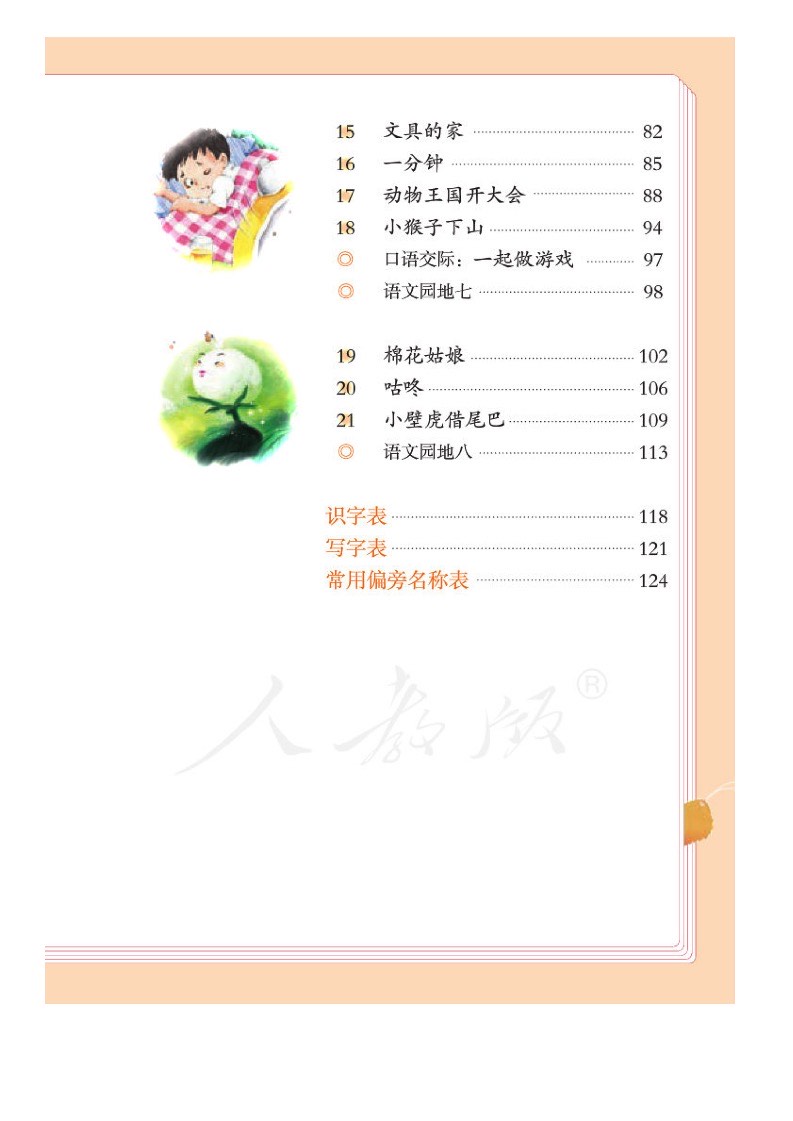 15 文具的家 82
16 一分钟 85
17 动物王国开大会 88
18 小猴子下山 94
◎ 口语交际：一起做游戏 97
◎ 语文园地七 98
19 棉花姑娘 102
20 咕咚 106
21 小壁虎借尾巴 109
◎ 语文园地八 113
识字表 118
写字表 121
常用偏旁名称表 124
人教版®